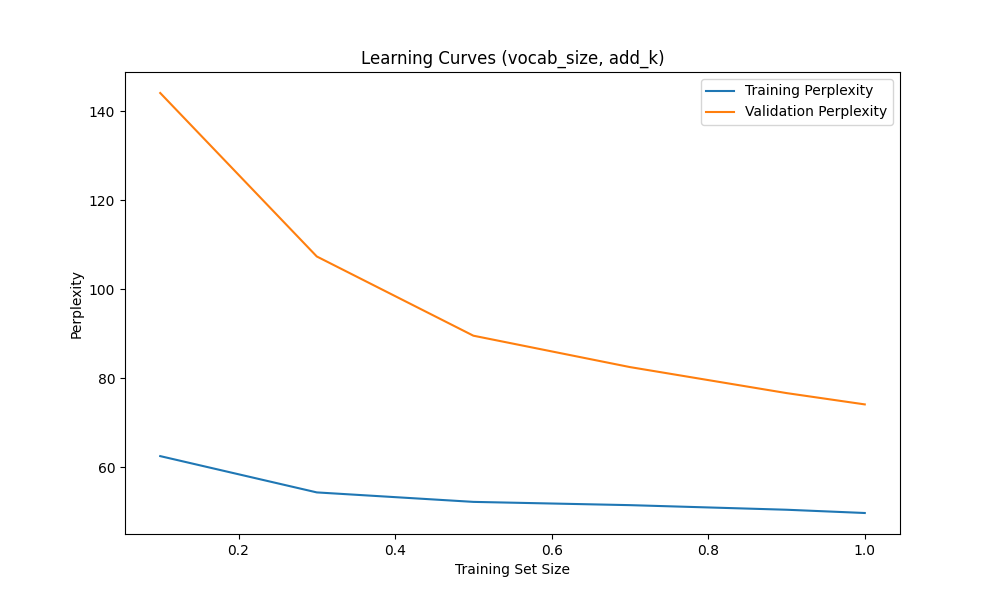 Learning Curves (vocab_size, add_k)
Training Perplexity
Validation Perplexity
140
120
100
80
60
Perplexity
0.2 0.4 0.6 0.8 1.0
Training Set Size